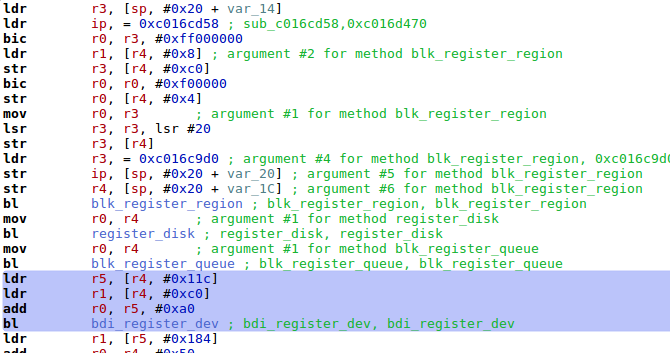 ldr r3, [sp, #0x20 + var_14]
ldr ip, = 0xc016cd58 ; sub_c016cd58,0xc016d470
bic r0, r3, #0xff000000
ldr r1, [r4, #0x8] ; argument #2 for method blk_register_region
str r3, [r4, #0xc0]
bic r0, r0, #0xf00000
str r0, [r4, #0x4]
mov r0, r3 ; argument #1 for method blk_register_region
lsr r3, r3, lsr #20
str r3, [r4]
ldr r3, = 0xc016c9d0 ; argument #4 for method blk_register_region, 0xc016c9d
str ip, [sp, #0x20 + var_20] ; argument #5 for method blk_register_region
str r4, [sp, #0x20 + var_1C] ; argument #6 for method blk_register_region
bl blk_register_region ; blk_register_region, blk_register_region
mov r0, r4 ; argument #1 for method register_disk
bl register_disk ; register_disk, register_disk
mov r0, r4 ; argument #1 for method blk_register_queue
bl blk_register_queue ; blk_register_queue, blk_register_queue
ldr r5, [r4, #0x11c]
ldr r1, [r4, #0xc0]
add r0, r5, #0xa0
bl bdi_register_dev ; bdi_register_dev, bdi_register_dev
ldr r1, [r5, #0x184]
add r0, r4, #0x50